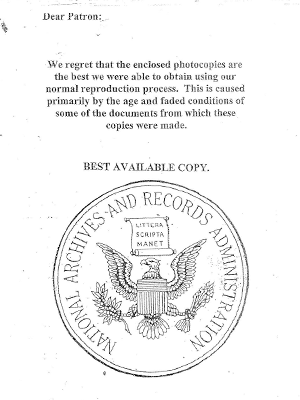 Dear Patron:
We regret that the enclosed photocopies are
the best we were able to obtain using our
normal reproduction process. This is caused
primarily by the age and faded conditions of
some of the documents from which these
copies were made.
BEST AVAILABLE COPY.
NATIONAL ARCHIVES AND RECORDS ADMINISTRATION
LITTERA
SCRIPTA
MANET